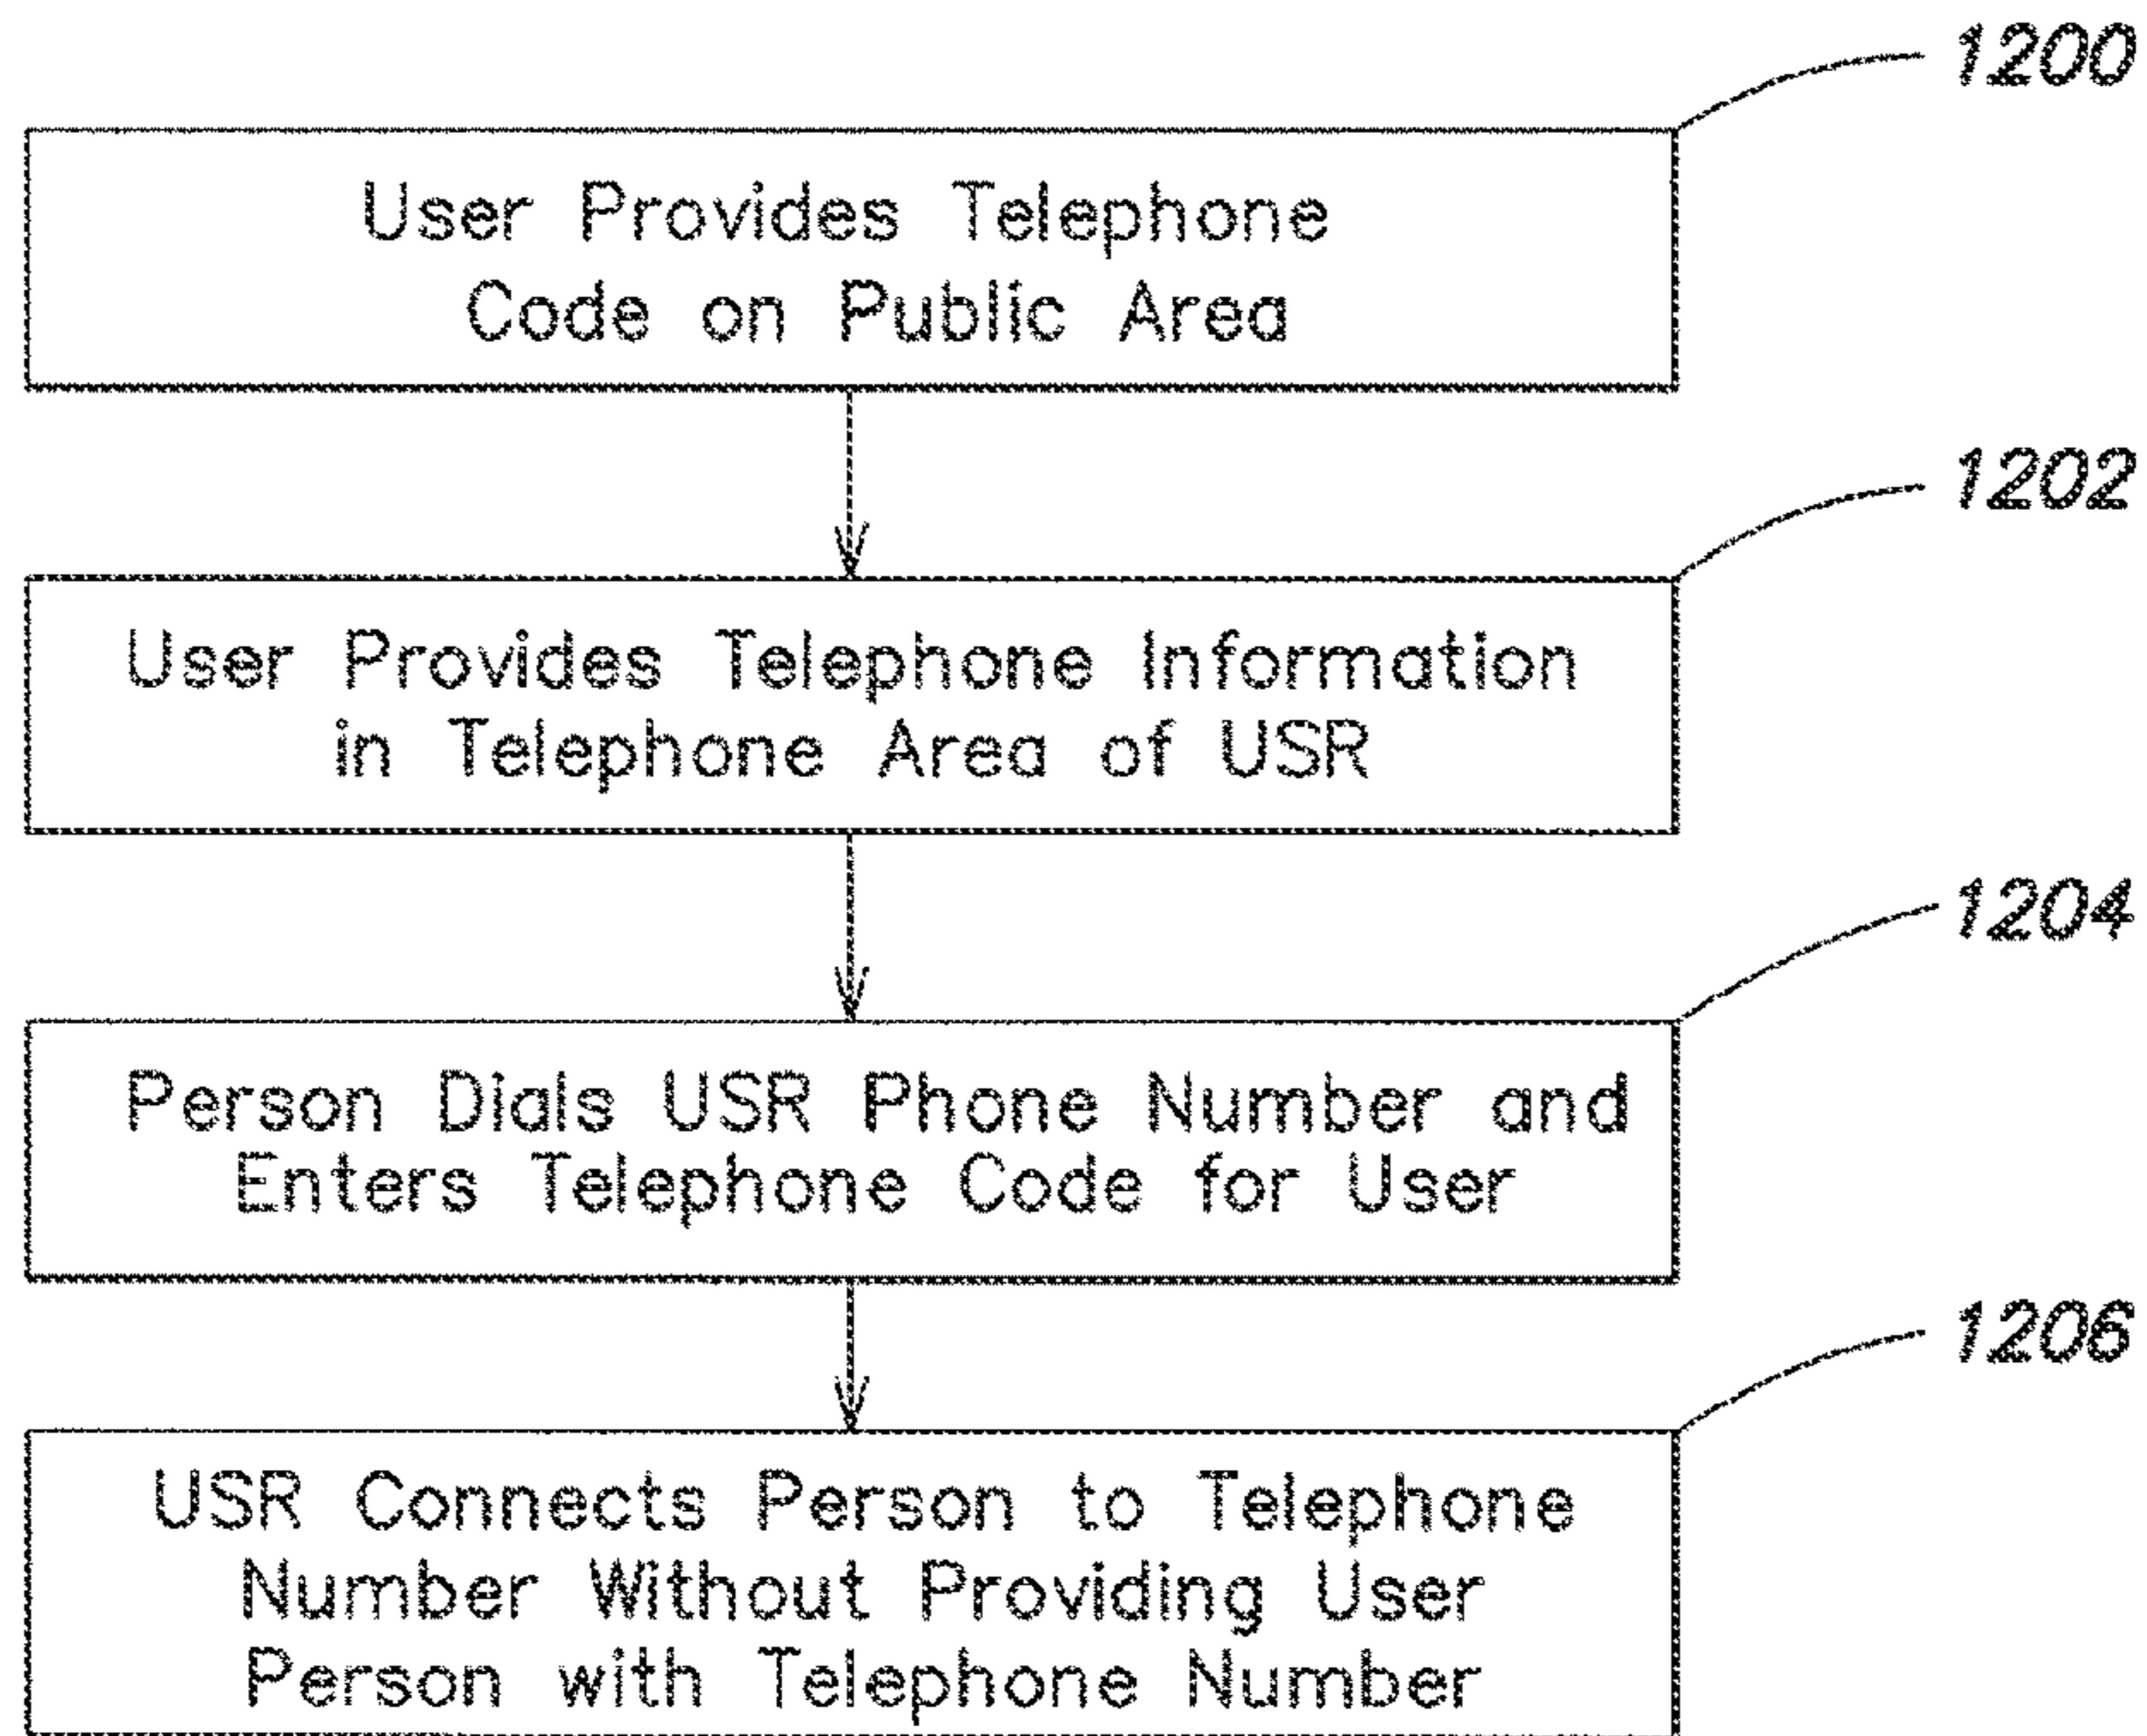 1200
User Provides Telephone
Code on Public Area
1202
User Provides Telephone Information
in Telephone Area of USR
1204
Person Dials USR Phone Number and
Enters Telephone Code for User
1206
USR Connects Person to Telephone
Number Without Providing User
Person with Telephone Number